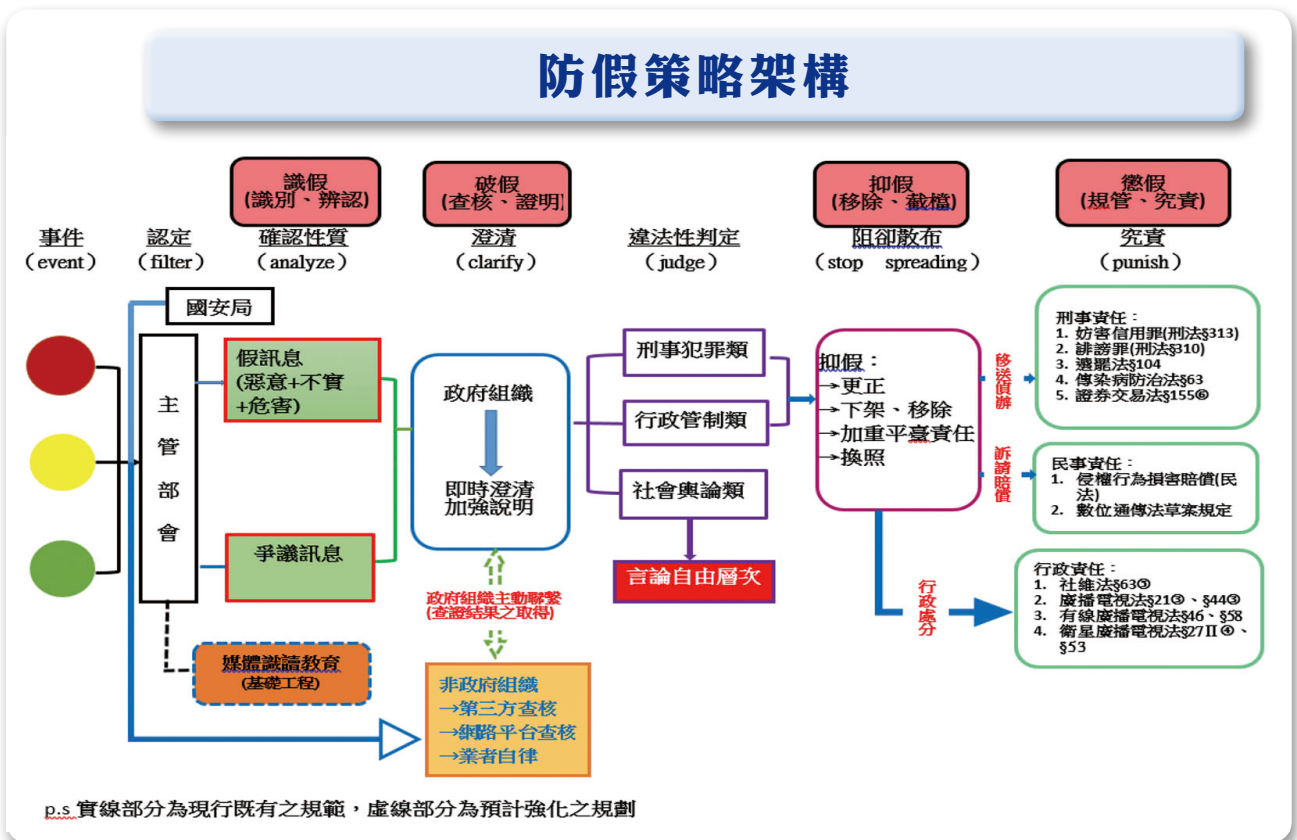 防假策略架構
識假
(識別、辨認)
破假
(查核、證明)
抑假
(移除、截檔)
懲假
(規管、究責)
事件
(event)
認定
(filter)
確認性質
(analyze)
澄清
(clarify)
違法性判定
(judge)
阻卻散布
(stop spreading)
究責
(punish)
國安局
主
管
部
會
假訊息
(惡意+不實
+危害)
爭議訊息
媒體識讀教育
(基礎工程)
政府組織
即時澄清
加強說明
政府組織主動聯繫
(查證結果之取得)
非政府組織
→第三方查核
→網路平台查核
→業者自律
刑事犯罪類
行政管制類
社會輿論類
言論自由層次
抑假：
→更正
→下架、移除
→加重平臺責任
→換照
移送偵辦
訴請賠償
行政處分
刑事責任：
1. 妨害信用罪(刑法§313)
2. 誹謗罪(刑法§310)
3. 選罷法§104
4. 傳染病防治法§63
5. 證券交易法§155⑥
民事責任：
1. 侵權行為損害賠償(民
法)
2. 數位通傳法草案規定
行政責任：
1. 社維法§63③
2. 廣播電視法§21③、§44③
3. 有線廣播電視法§46、§58
4. 衛星廣播電視法§27II④、
§53
p.s 實線部分為現行既有之規範，虛線部分為預計強化之規劃